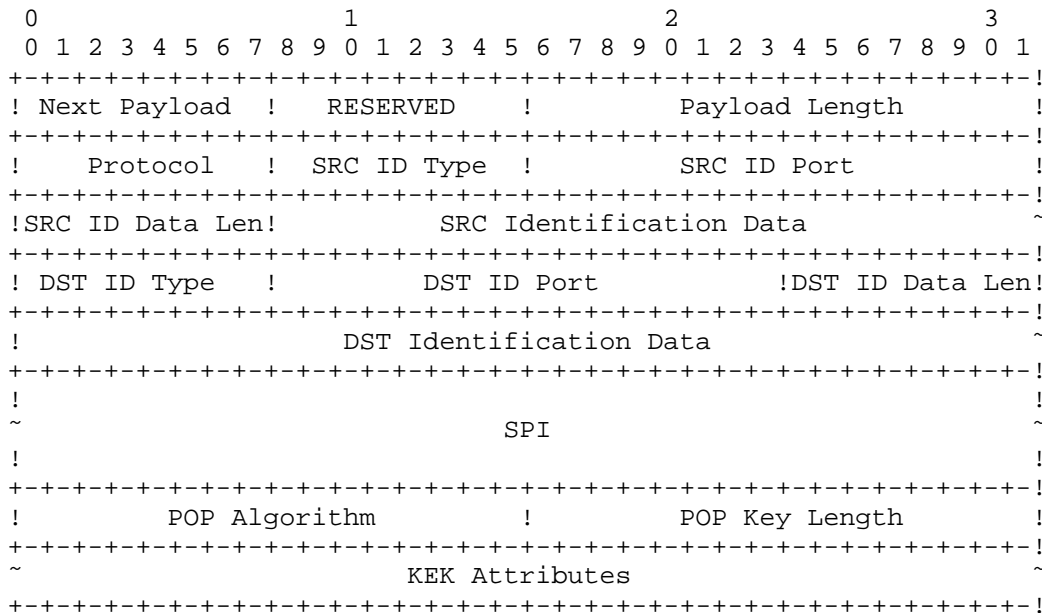 0                   1                   2                   3
 0 1 2 3 4 5 6 7 8 9 0 1 2 3 4 5 6 7 8 9 0 1 2 3 4 5 6 7 8 9 0 1
+-+-+-+-+-+-+-+-+-+-+-+-+-+-+-+-+-+-+-+-+-+-+-+-+-+-+-+-+-+-+-+-!
! Next Payload  !   RESERVED    !         Payload Length        !
+-+-+-+-+-+-+-+-+-+-+-+-+-+-+-+-+-+-+-+-+-+-+-+-+-+-+-+-+-+-+-+-!
!    Protocol   !  SRC ID Type  !         SRC ID Port           !
+-+-+-+-+-+-+-+-+-+-+-+-+-+-+-+-+-+-+-+-+-+-+-+-+-+-+-+-+-+-+-+-!
!SRC ID Data Len!          SRC Identification Data              ~
+-+-+-+-+-+-+-+-+-+-+-+-+-+-+-+-+-+-+-+-+-+-+-+-+-+-+-+-+-+-+-+-!
! DST ID Type   !         DST ID Port           !DST ID Data Len!
+-+-+-+-+-+-+-+-+-+-+-+-+-+-+-+-+-+-+-+-+-+-+-+-+-+-+-+-+-+-+-+-!
!                    DST Identification Data                    ~
+-+-+-+-+-+-+-+-+-+-+-+-+-+-+-+-+-+-+-+-+-+-+-+-+-+-+-+-+-+-+-+-!
!                                                               !
~                              SPI                              ~
!                                                               !
+-+-+-+-+-+-+-+-+-+-+-+-+-+-+-+-+-+-+-+-+-+-+-+-+-+-+-+-+-+-+-+-!
!         POP Algorithm         !         POP Key Length        !
+-+-+-+-+-+-+-+-+-+-+-+-+-+-+-+-+-+-+-+-+-+-+-+-+-+-+-+-+-+-+-+-!
~                        KEK Attributes                         ~
+-+-+-+-+-+-+-+-+-+-+-+-+-+-+-+-+-+-+-+-+-+-+-+-+-+-+-+-+-+-+-+-!